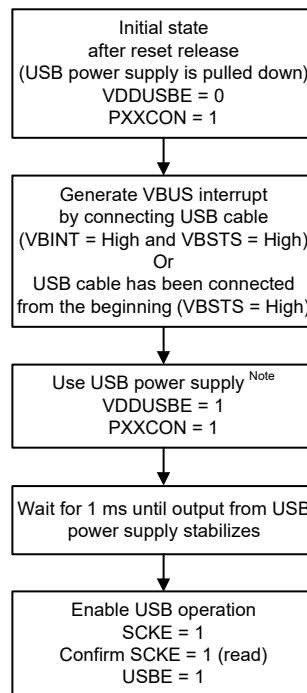 Initial state
after reset release
(USB power supply is pulled down)
VDDUSBE = 0
PXXCON = 1
Generate VBUS interrupt
by connecting USB cable
(VBINT = High and VBSTS = High)
Or
USB cable has been connected
from the beginning (VBSTS = High)
Use USB power supply Note
VDDUSBE = 1
PXXCON = 1
Wait for 1 ms until output from USB
power supply stabilizes
Enable USB operation
SCKE = 1
Confirm SCKE = 1 (read)
USBE = 1